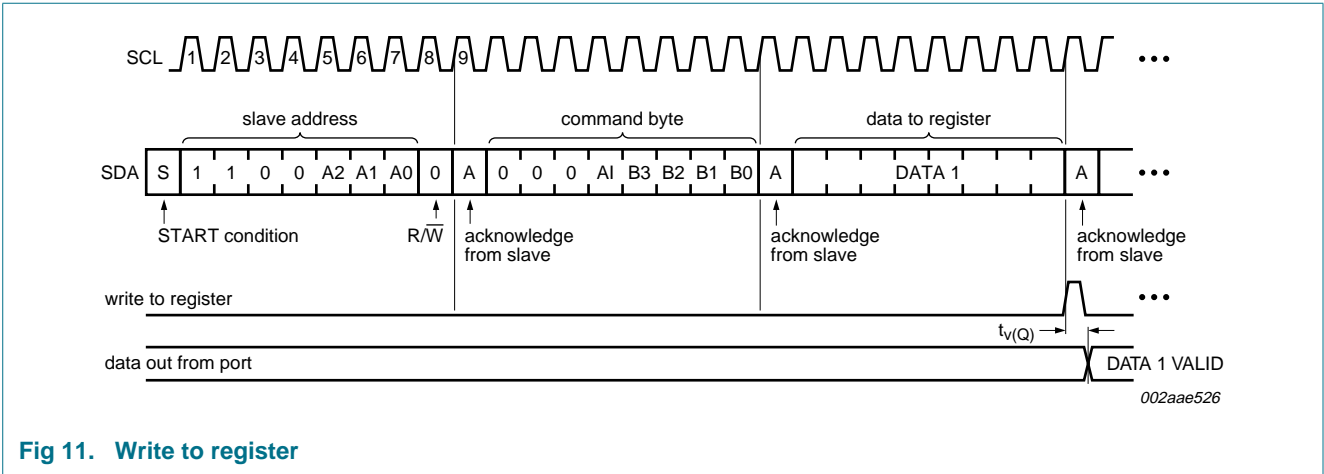 SCL 1 2 3 4 5 6 7 8 9 •••
slave address command byte data to register
SDA S 1 1 0 0 A2 A1 A0 0 A 0 0 0 AI B3 B2 B1 B0 A DATA 1 A •••
START condition R/W̅ acknowledge from slave acknowledge from slave acknowledge from slave
write to register •••
tv(Q)
data out from port DATA 1 VALID
002aae526
Fig 11. Write to register